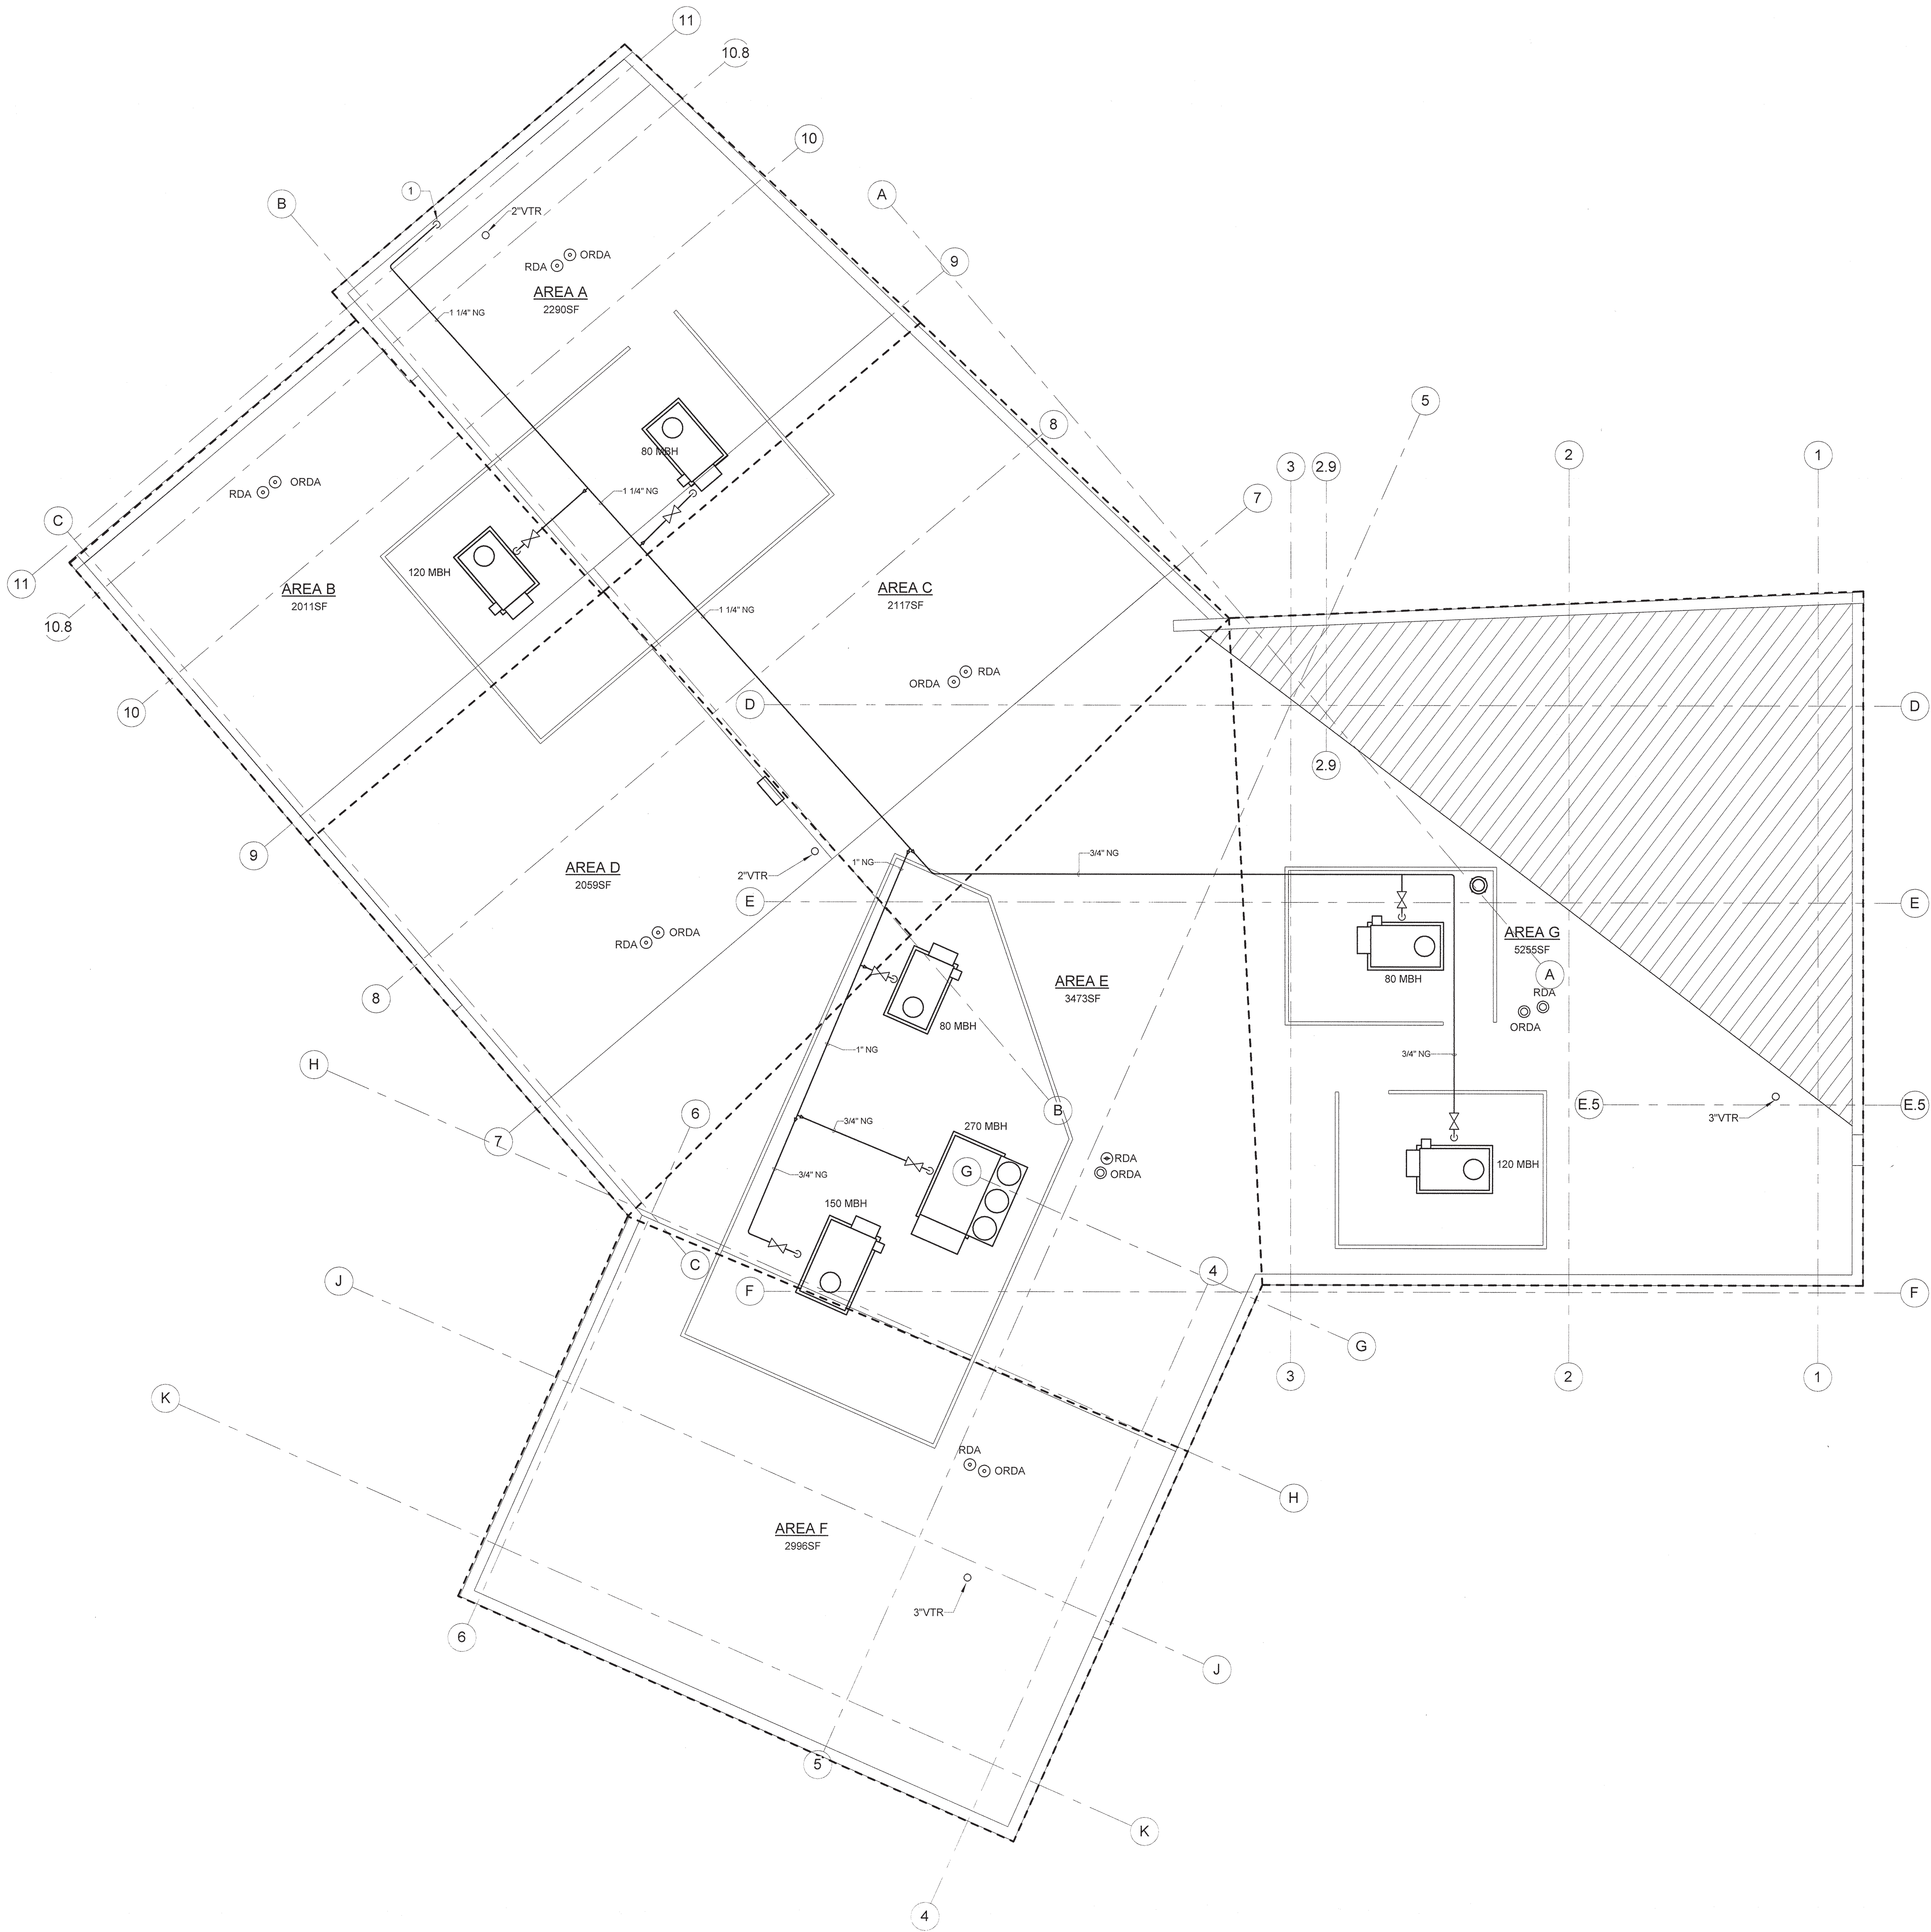 11
10.8
10
A
1
B
2"VTR
ORDA
RDA
9
AREA A
2290SF
1 1/4" NG
5
8
80 MBH
2
1
3
2.9
RDA
ORDA
1 1/4" NG
7
C
120 MBH
11
AREA B
2011SF
AREA C
2117SF
1 1/4" NG
10.8
RDA
ORDA
10
D
D
2.9
9
1" NG
3/4" NG
AREA D
2059SF
2"VTR
E
E
RDA
ORDA
AREA G
5255SF
A
80 MBH
AREA E
3473SF
8
RDA
ORDA
80 MBH
1" NG
3/4" NG
H
6
B
E.5
3"VTR
E.5
7
3/4" NG
270 MBH
RDA
ORDA
G
3/4" NG
120 MBH
150 MBH
C
4
J
F
F
G
3
2
1
K
RDA
ORDA
H
AREA F
2996SF
3"VTR
6
J
5
K
4